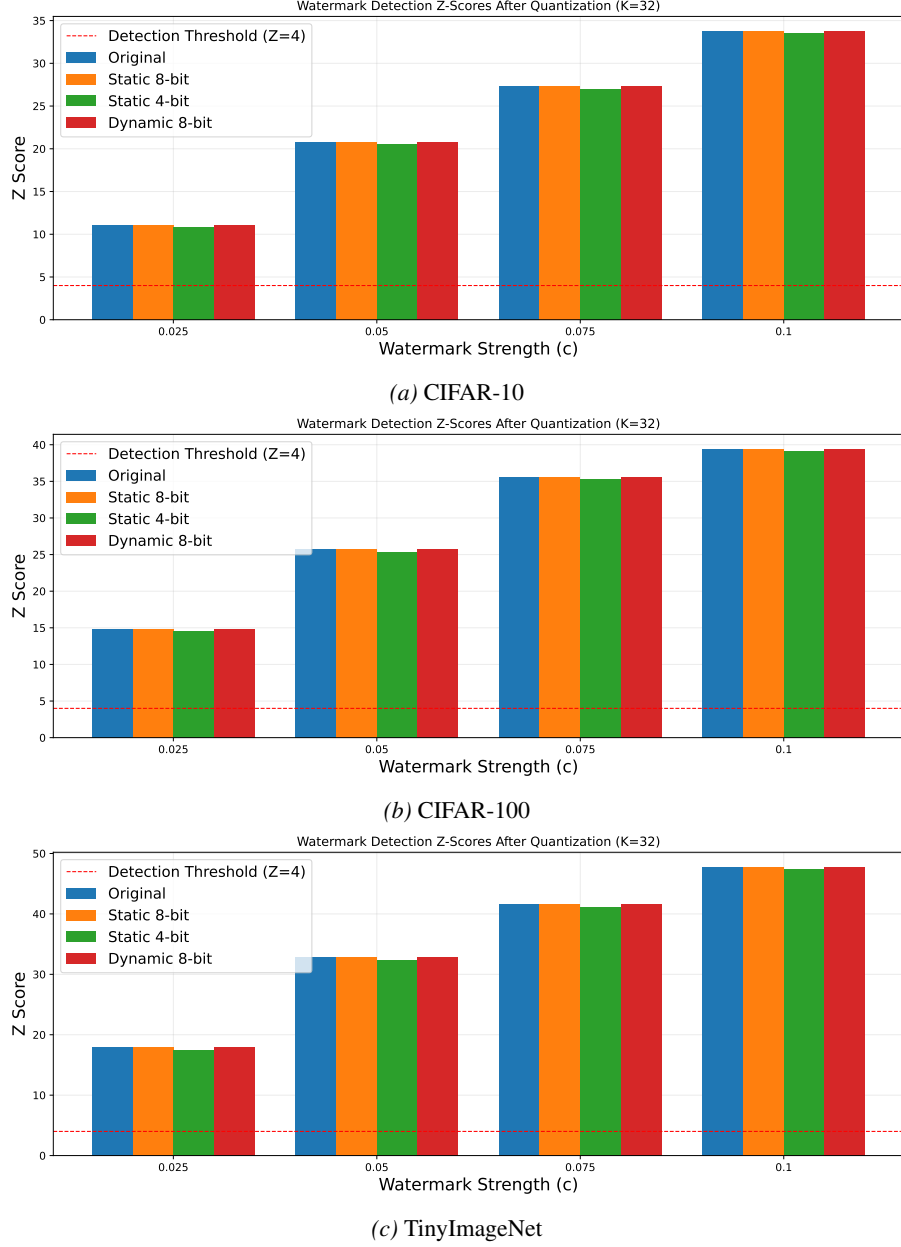 Watermark Detection Z-Scores After Quantization (K=32)
35
30
25
20
15
10
5
0
Z Score
Detection Threshold (Z=4)
Original
Static 8-bit
Static 4-bit
Dynamic 8-bit
0.025 0.05 0.075 0.1
Watermark Strength (c)
(a) CIFAR-10
Watermark Detection Z-Scores After Quantization (K=32)
40
35
30
25
20
15
10
5
0
Z Score
Detection Threshold (Z=4)
Original
Static 8-bit
Static 4-bit
Dynamic 8-bit
0.025 0.05 0.075 0.1
Watermark Strength (c)
(b) CIFAR-100
Watermark Detection Z-Scores After Quantization (K=32)
50
40
30
20
10
0
Z Score
Detection Threshold (Z=4)
Original
Static 8-bit
Static 4-bit
Dynamic 8-bit
0.025 0.05 0.075 0.1
Watermark Strength (c)
(c) TinyImageNet